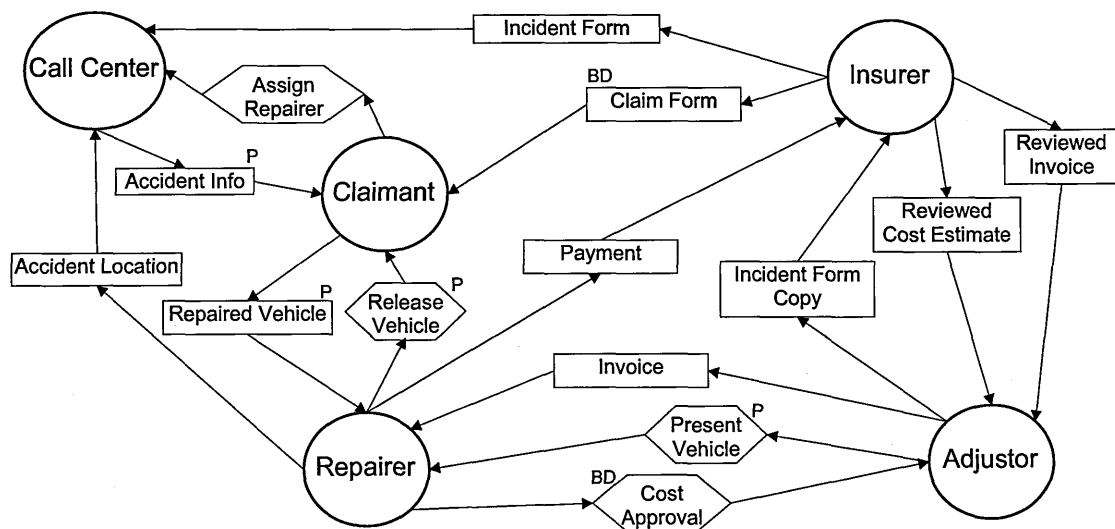 Incident Form
Call Center
Insurer
Assign
Repairer
BD
Claim Form
Reviewed
Invoice
P
Accident Info
Claimant
Reviewed
Cost Estimate
Accident Location
Payment
Incident Form
Copy
P
Repaired Vehicle
P
Release
Vehicle
Invoice
P
Present
Vehicle
Repairer
Adjustor
BD
Cost
Approval